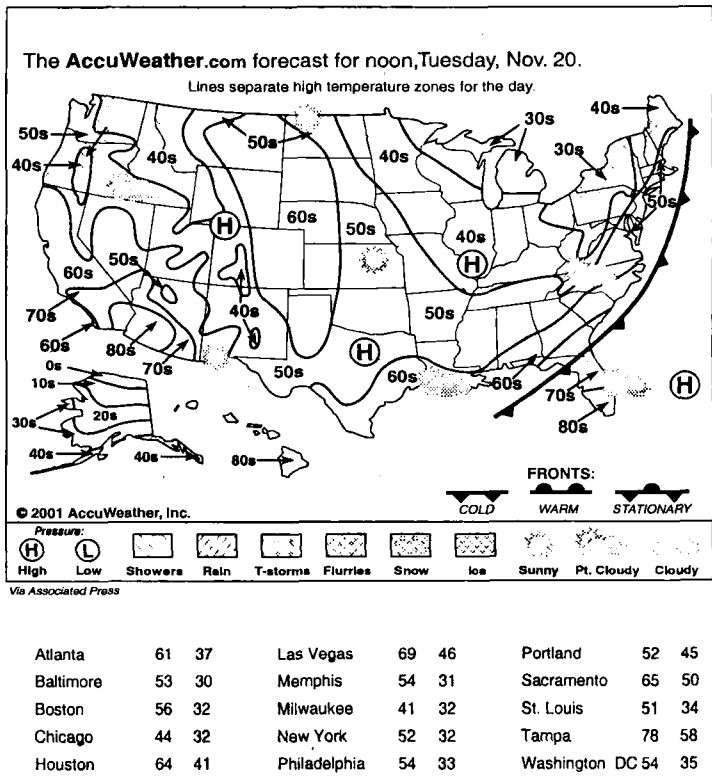 The AccuWeather.com forecast for noon,Tuesday, Nov. 20.
Lines separate high temperature zones for the day.
40s
30s
50s
50s
30s
40s
40s
40s
50s
60s
50s
H
40s
H
60s
50s
70s
40s
50s
60s
80s
70s
H
0s
50s
60s
60s
70s
H
10s
80s
20s
30s
40s
40s
80s
FRONTS:
COLD WARM STATIONARY
© 2001 AccuWeather, Inc.
Pressure:
H L
High Low Showers Rain T-storms Flurries Snow Ice Sunny Pt. Cloudy Cloudy
Via Associated Press
Atlanta 61 37 Las Vegas 69 46 Portland 52 45
Baltimore 53 30 Memphis 54 31 Sacramento 65 50
Boston 56 32 Milwaukee 41 32 St. Louis 51 34
Chicago 44 32 New York 52 32 Tampa 78 58
Houston 64 41 Philadelphia 54 33 Washington DC 54 35